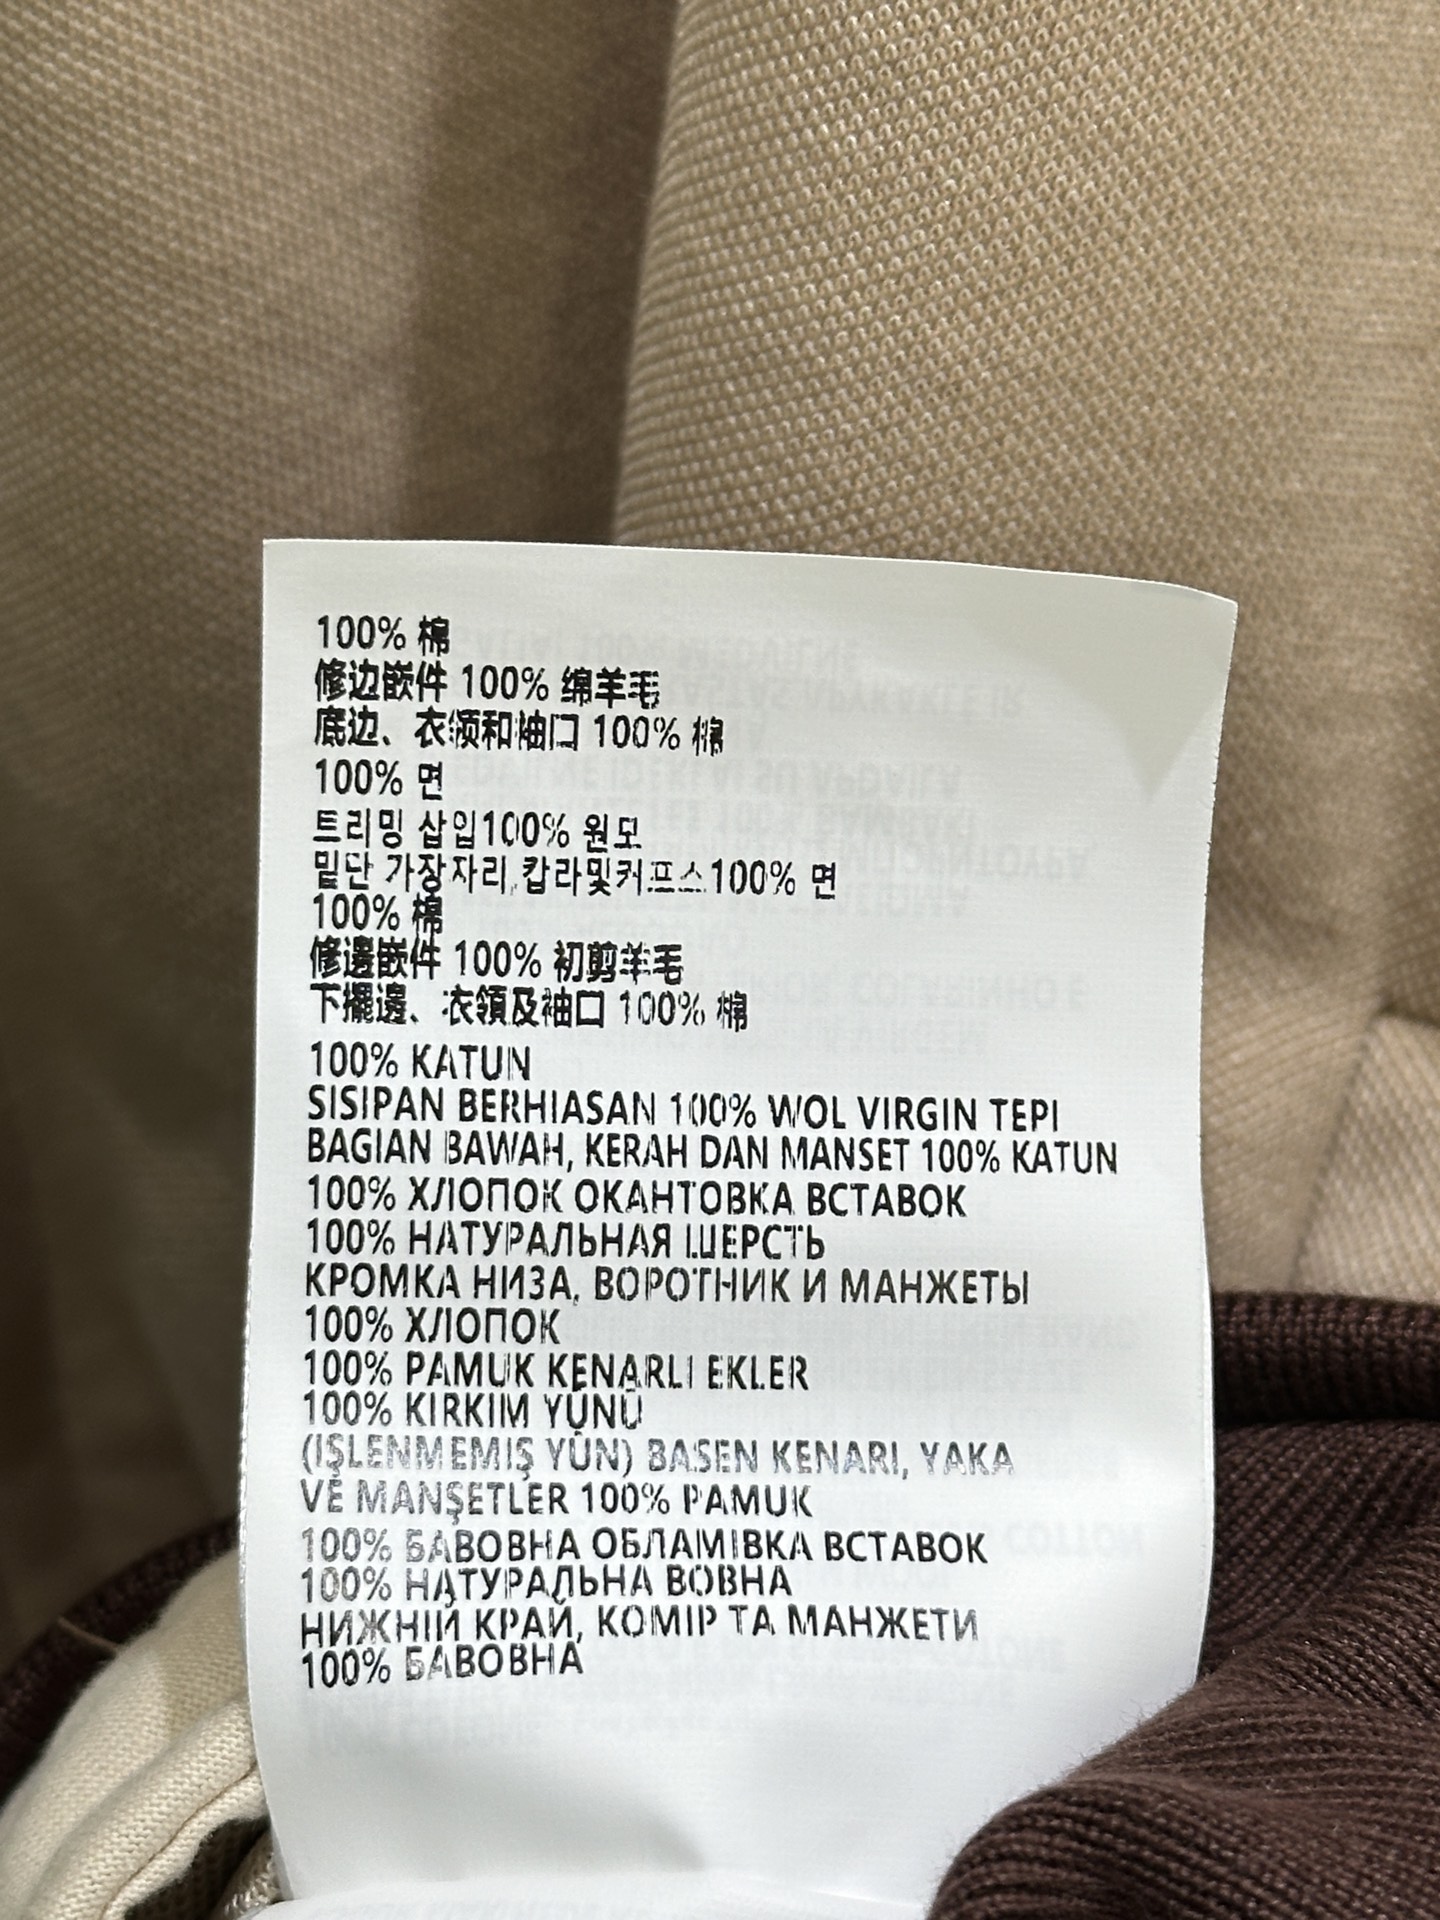 100% 棉
修边嵌件 100% 绵羊毛
底边、衣领和袖口 100% 棉
100% 면
트리밍 삽입100% 원모
밑단 가장자리,칼라및커프스100% 면
100% 棉
修邊嵌件 100% 初剪羊毛
下擺邊、衣領及袖口 100% 棉
100% KATUN
SISIPAN BERHIASAN 100% WOL VIRGIN TEPI
BAGIAN BAWAH, KERAH DAN MANSET 100% KATUN
100% ХЛОПОК ОКАНТОВКА ВСТАВОК
100% НАТУРАЛЬНАЯ ШЕРСТЬ
КРОМКА НИЗА, ВОРОТНИК И МАНЖЕТЫ
100% ХЛОПОК
100% PAMUK KENARLI EKLER
100% KIRKIM YÜNÜ
(IŞLENMEMIŞ YÜN) BASEN KENARI, YAKA
VE MANŞETLER 100% PAMUK
100% БАВОВНА ОБЛАМІВКА ВСТАВОК
100% НАТУРАЛЬНА ВОВНА
НИЖНІЙ КРАЙ, КОМІР ТА МАНЖЕТИ
100% БАВОВНА